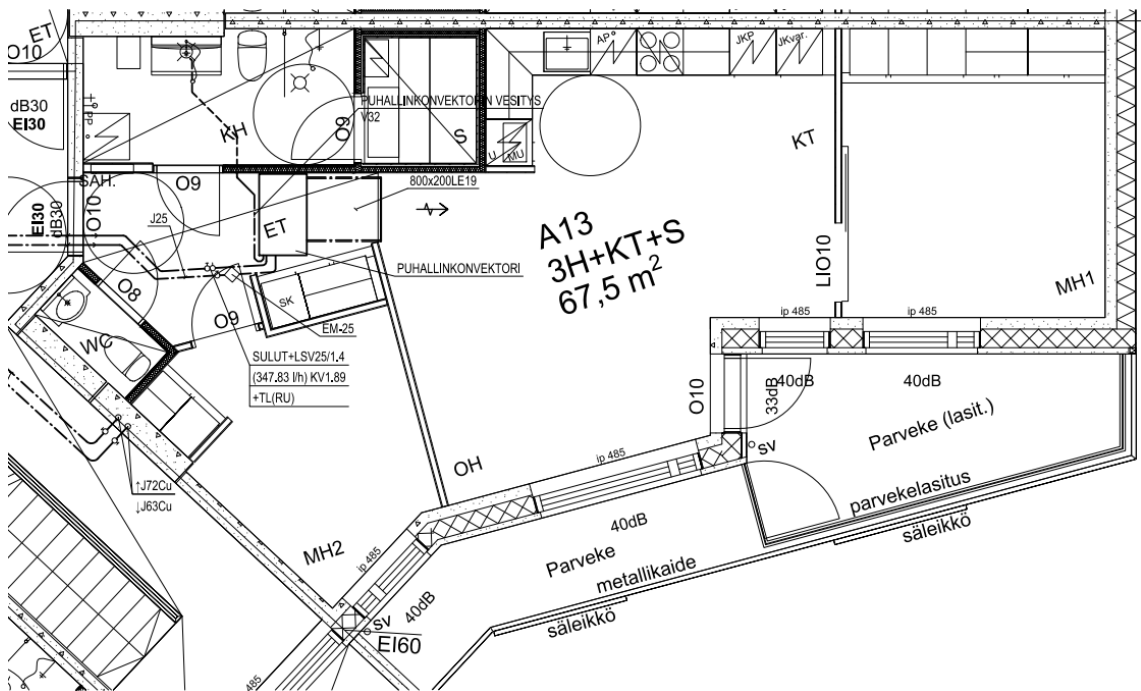 ET
O10
dB30
EI30
PP
KH
PUHALLINKONVEKTORIN VESITYS
V32
O9
S
AP
JKP
JKvar.
U
MU
KT
SÄH.
O9
EI30
dB30
O10
J25
ET
800x200LE19
PUHALLINKONVEKTORI
A13
3H+KT+S
67,5 m²
LIO10
MH1
O8
WC
O9
SK
EM-25
SULUT+LSV25/1.4
(347.83 l/h) KV1.89
+TL(RU)
ip 485
ip 485
O10
33dB
40dB
40dB
Parveke (lasit.)
sv
parvekelasitus
säleikkö
OH
ip 485
40dB
Parveke
metallikaide
säleikkö
↑J72Cu
↓J63Cu
MH2
ip 485
40dB
sv
EI60
485